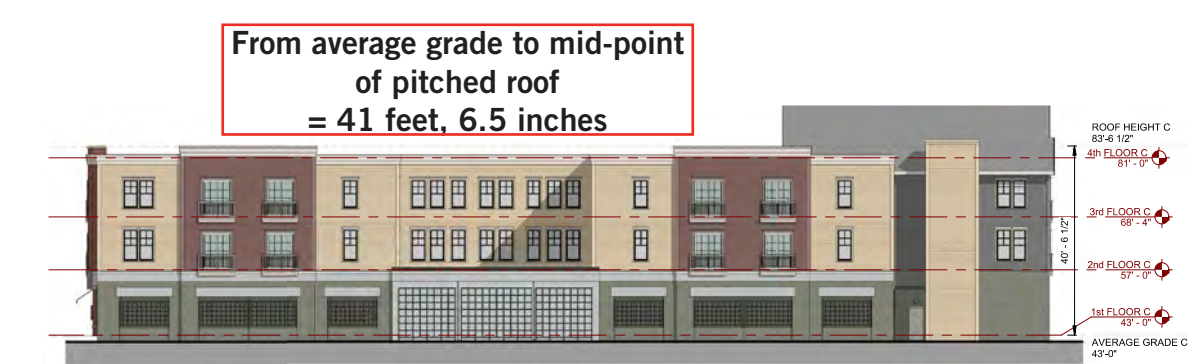 From average grade to mid-point
of pitched roof
= 41 feet, 6.5 inches
ROOF HEIGHT C
83'-6 1/2"
4th FLOOR C
81' - 0"
3rd FLOOR C
68' - 4"
40' - 6 1/2"
2nd FLOOR C
57' - 0"
1st FLOOR C
43' - 0"
AVERAGE GRADE C
43'-0"